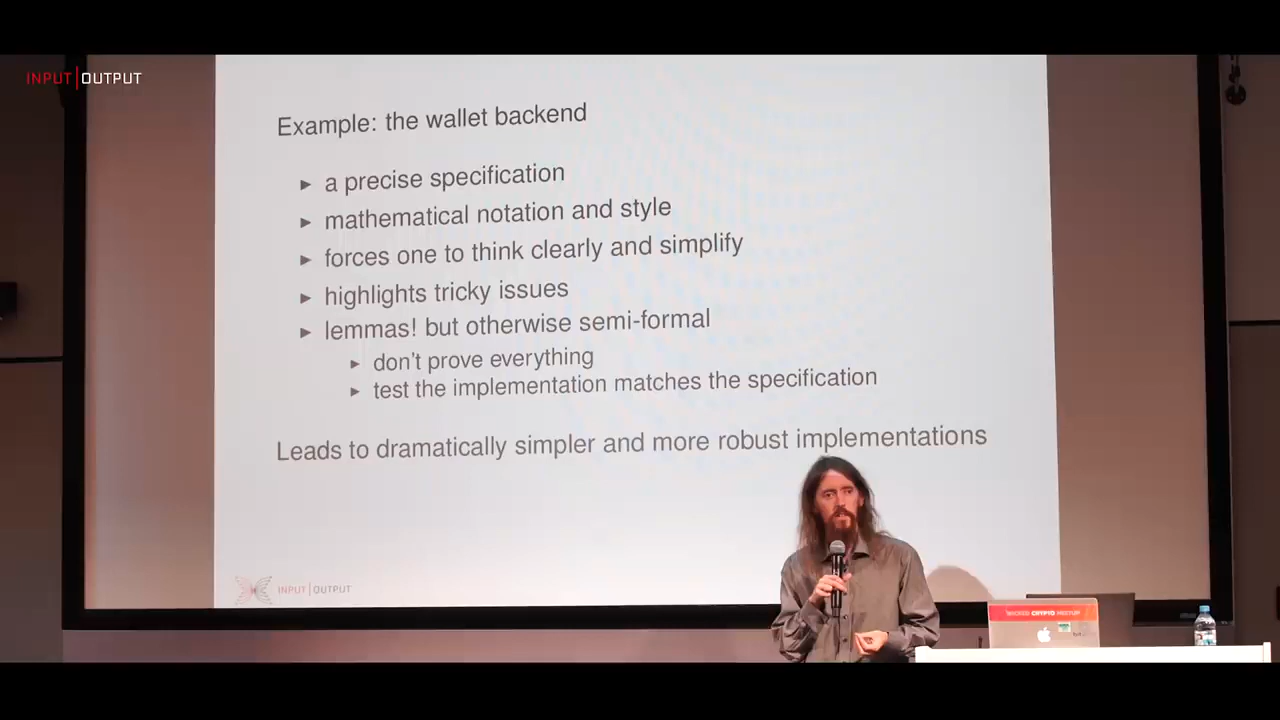 INPUT|OUTPUT
Example: the wallet backend
▸ a precise specification
▸ mathematical notation and style
▸ forces one to think clearly and simplify
▸ highlights tricky issues
▸ lemmas! but otherwise semi-formal
▸ don't prove everything
▸ test the implementation matches the specification
Leads to dramatically simpler and more robust implementations
INPUT|OUTPUT
CRYPTO MEETUP